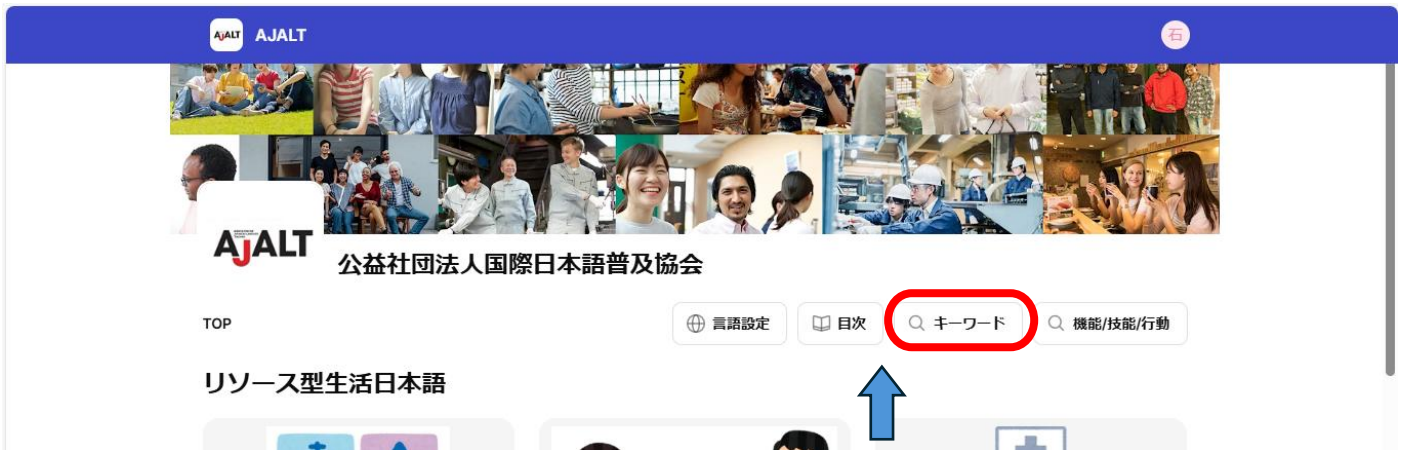 AJALT AJALT
石
AJALT
公益社団法人国際日本語普及協会
TOP
言語設定
目次
キーワード
機能/技能/行動
リソース型生活日本語